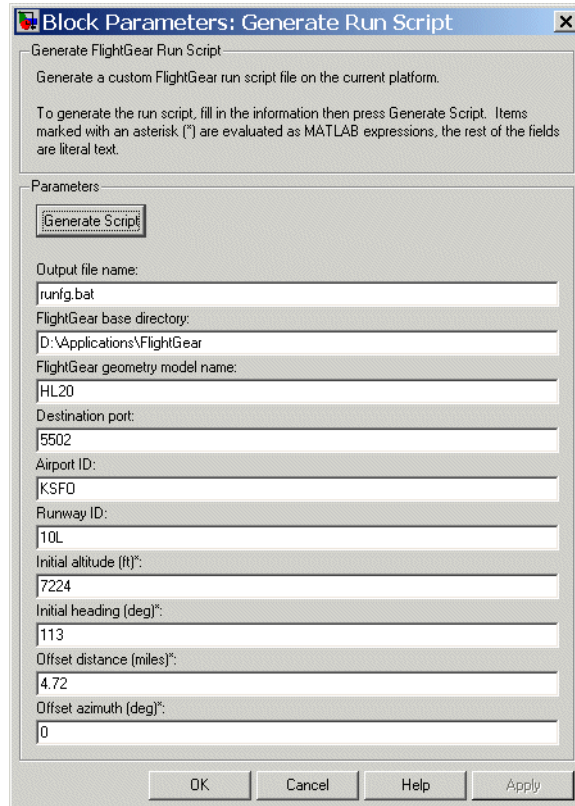 Block Parameters: Generate Run Script
Generate FlightGear Run Script
Generate a custom FlightGear run script file on the current platform.
To generate the run script, fill in the information then press Generate Script. Items
marked with an asterisk (*) are evaluated as MATLAB expressions, the rest of the fields
are literal text.
Parameters
Generate Script
Output file name:
runfg.bat
FlightGear base directory:
D:\Applications\FlightGear
FlightGear geometry model name:
HL20
Destination port:
5502
Airport ID:
KSFO
Runway ID:
10L
Initial altitude (ft)*:
7224
Initial heading (deg)*:
113
Offset distance (miles)*:
4.72
Offset azimuth (deg)*:
0
OK Cancel Help Apply